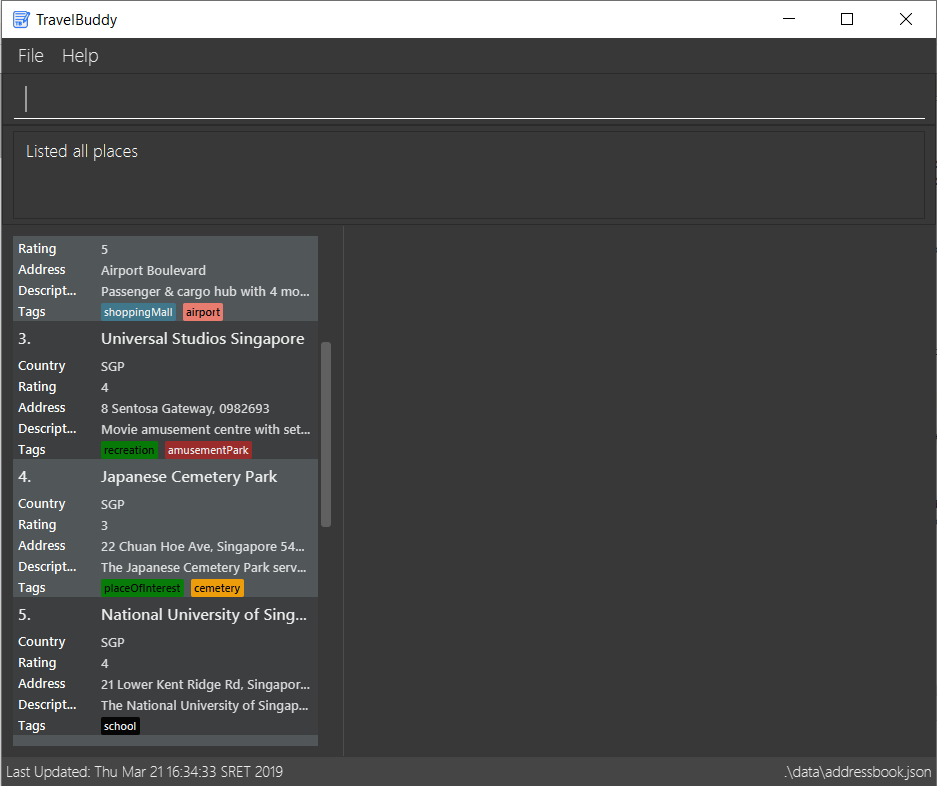 TravelBuddy
File Help
Listed all places
Rating 5
Address Airport Boulevard
Descript... Passenger & cargo hub with 4 mo...
Tags shoppingMall airport
3. Universal Studios Singapore
Country SGP
Rating 4
Address 8 Sentosa Gateway, 0982693
Descript... Movie amusement centre with set...
Tags recreation amusementPark
4. Japanese Cemetery Park
Country SGP
Rating 3
Address 22 Chuan Hoe Ave, Singapore 54...
Descript... The Japanese Cemetery Park serv...
Tags placeOfInterest cemetery
5. National University of Sing...
Country SGP
Rating 4
Address 21 Lower Kent Ridge Rd, Singapor...
Descript... The National University of Singap...
Tags school
Last Updated: Thu Mar 21 16:34:33 SRET 2019 .\data\addressbook.json